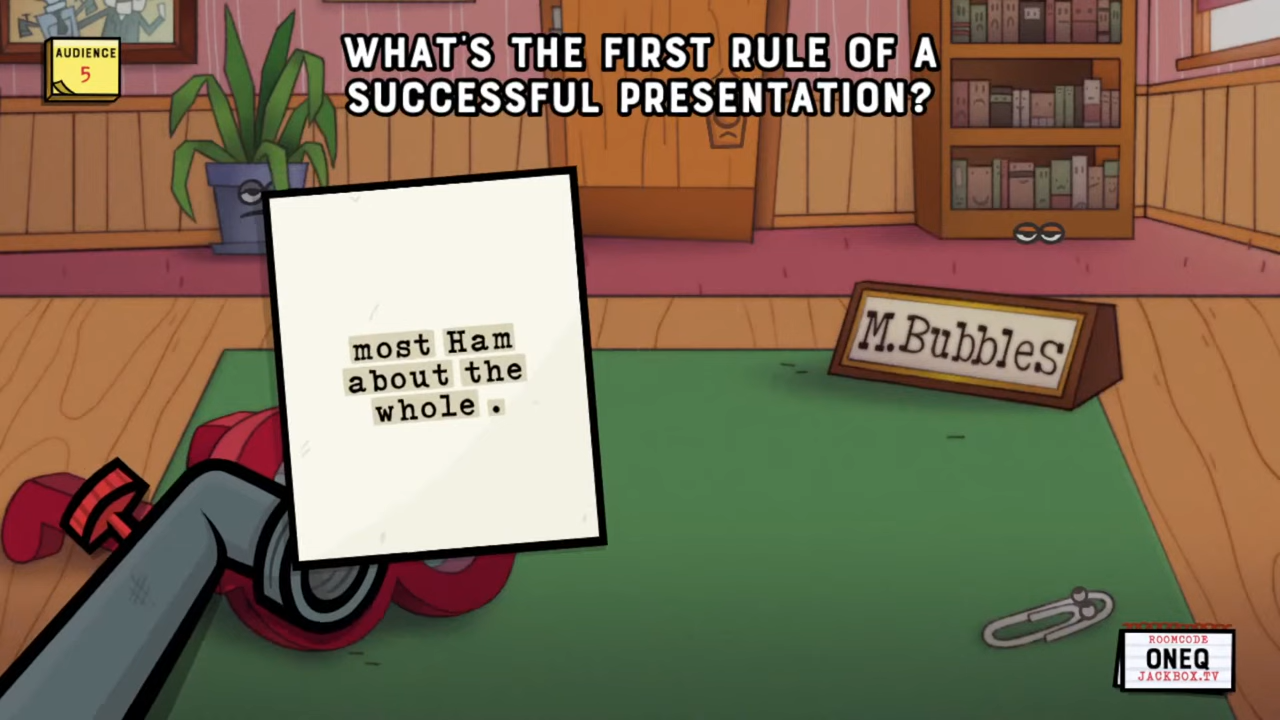 AUDIENCE
5
WHAT'S THE FIRST RULE OF A
SUCCESSFUL PRESENTATION?
most Ham
about the
whole .
M.Bubbles
ROOMCODE
ONEQ
JACKBOX.TV